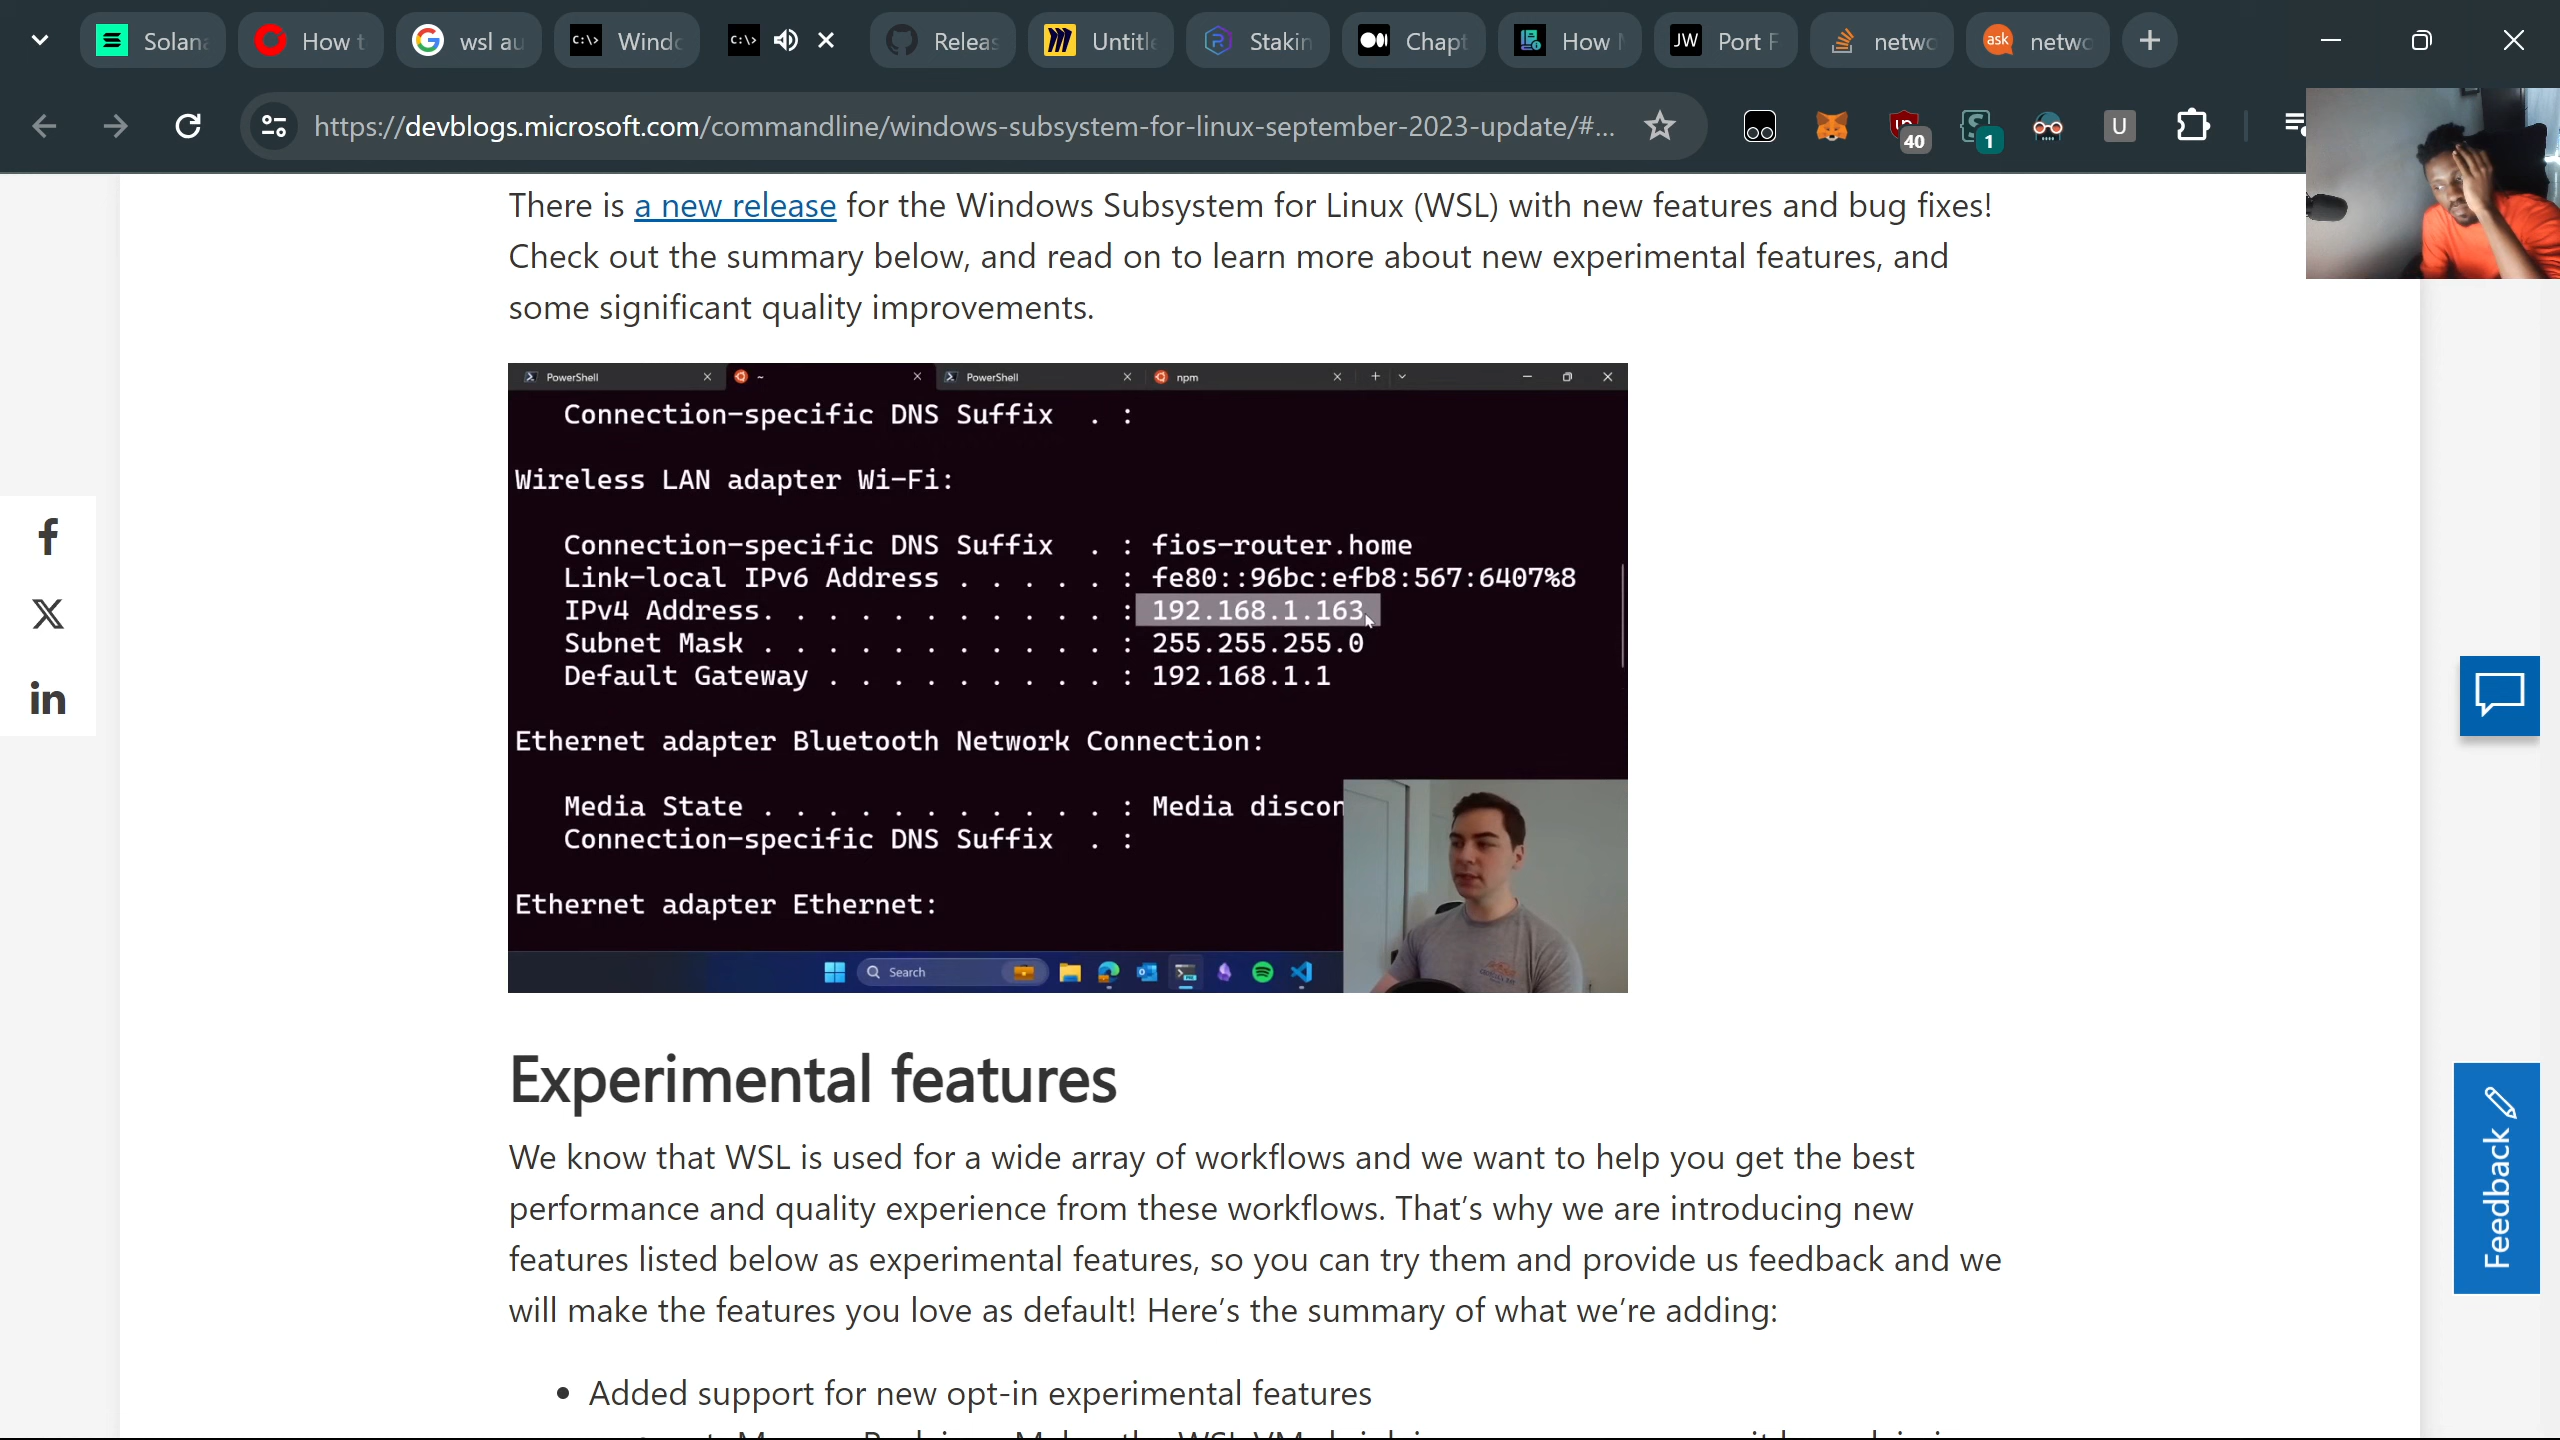 Solana
How t
wsl au
Windo
Releas
Untitle
Stakin
Chapt
How
JW Port F
netwo
ask netwo
https://devblogs.microsoft.com/commandline/windows-subsystem-for-linux-september-2023-update/#...
40
1
U
There is a new release for the Windows Subsystem for Linux (WSL) with new features and bug fixes!
Check out the summary below, and read on to learn more about new experimental features, and
some significant quality improvements.
PowerShell
~
PowerShell
npm
Connection-specific DNS Suffix . :
Wireless LAN adapter Wi-Fi:
Connection-specific DNS Suffix . : fios-router.home
Link-local IPv6 Address . . . . . : fe80::96bc:efb8:567:6407%8
IPv4 Address. . . . . . . . . . . : 192.168.1.163
Subnet Mask . . . . . . . . . . . : 255.255.255.0
Default Gateway . . . . . . . . . : 192.168.1.1
Ethernet adapter Bluetooth Network Connection:
Media State . . . . . . . . . . . : Media discon
Connection-specific DNS Suffix . :
Ethernet adapter Ethernet:
Search
Experimental features
We know that WSL is used for a wide array of workflows and we want to help you get the best
performance and quality experience from these workflows. That's why we are introducing new
features listed below as experimental features, so you can try them and provide us feedback and we
will make the features you love as default! Here's the summary of what we're adding:
• Added support for new opt-in experimental features
Feedback